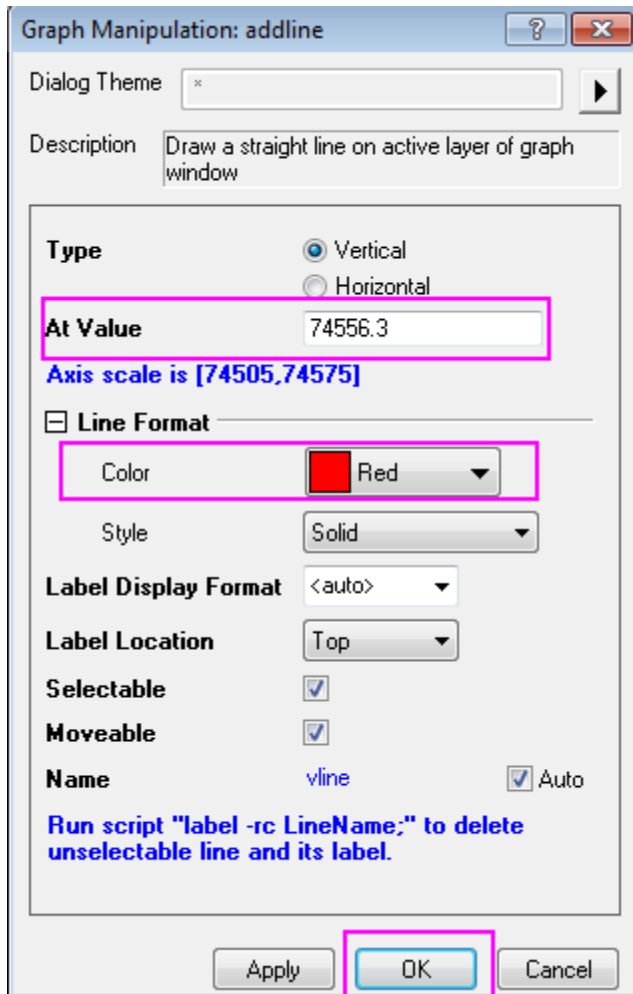 Graph Manipulation: addline
Dialog Theme *
Description Draw a straight line on active layer of graph
window
Type Vertical
Horizontal
At Value 74556.3
Axis scale is [74505,74575]
Line Format
Color Red
Style Solid
Label Display Format <auto>
Label Location Top
Selectable
Moveable
Name vline Auto
Run script "label -rc LineName;" to delete
unselectable line and its label.
Apply OK Cancel